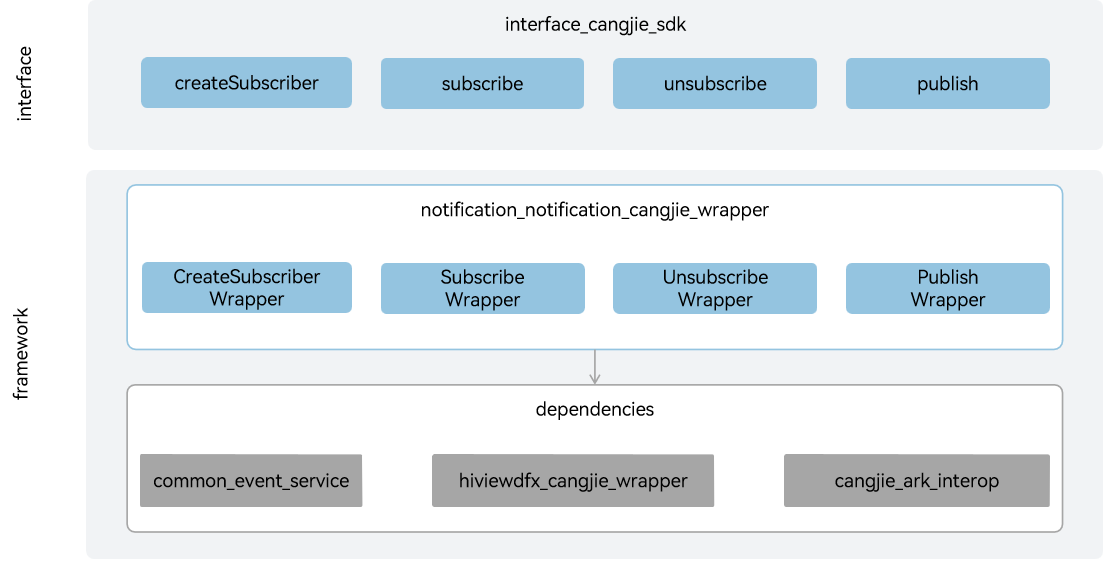 interface
interface_cangjie_sdk
createSubscriber
subscribe
unsubscribe
publish
framework
notification_notification_cangjie_wrapper
CreateSubscriber
Wrapper
Subscribe
Wrapper
Unsubscribe
Wrapper
Publish
Wrapper
dependencies
common_event_service
hiviewdfx_cangjie_wrapper
cangjie_ark_interop